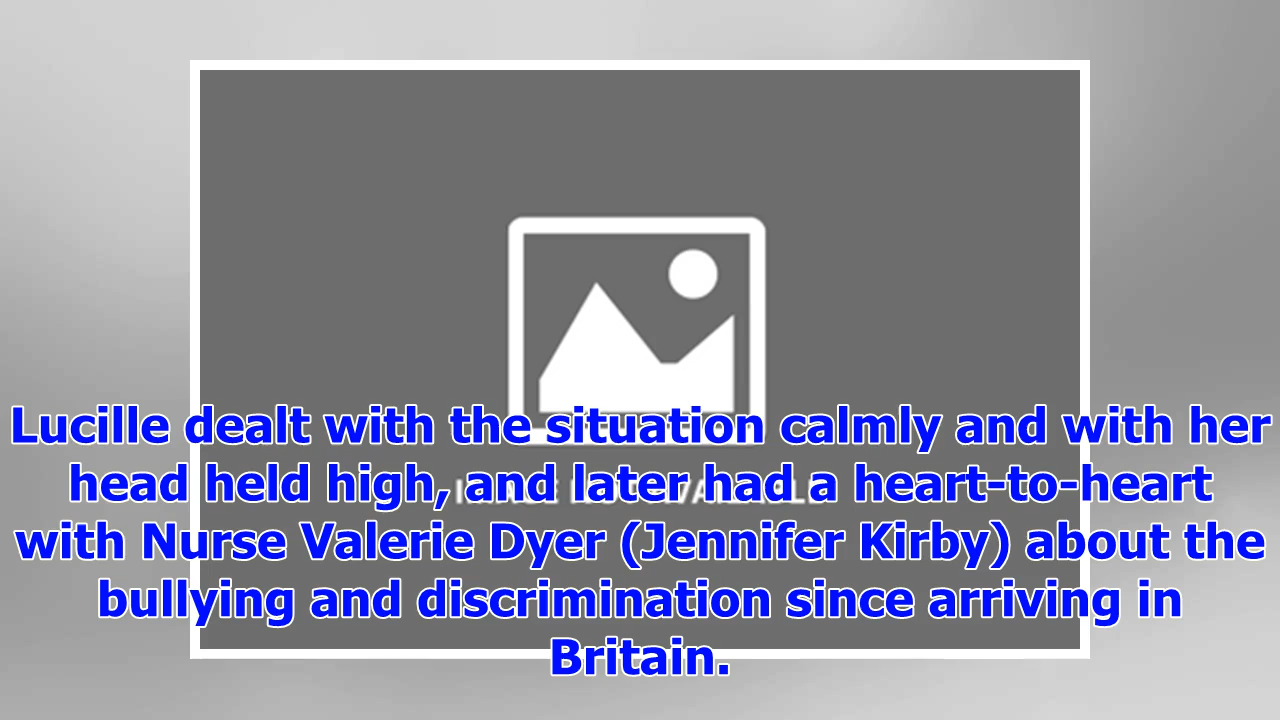 Lucille dealt with the situation calmly and with her
head held high, and later had a heart-to-heart
with Nurse Valerie Dyer (Jennifer Kirby) about the
bullying and discrimination since arriving in
Britain.